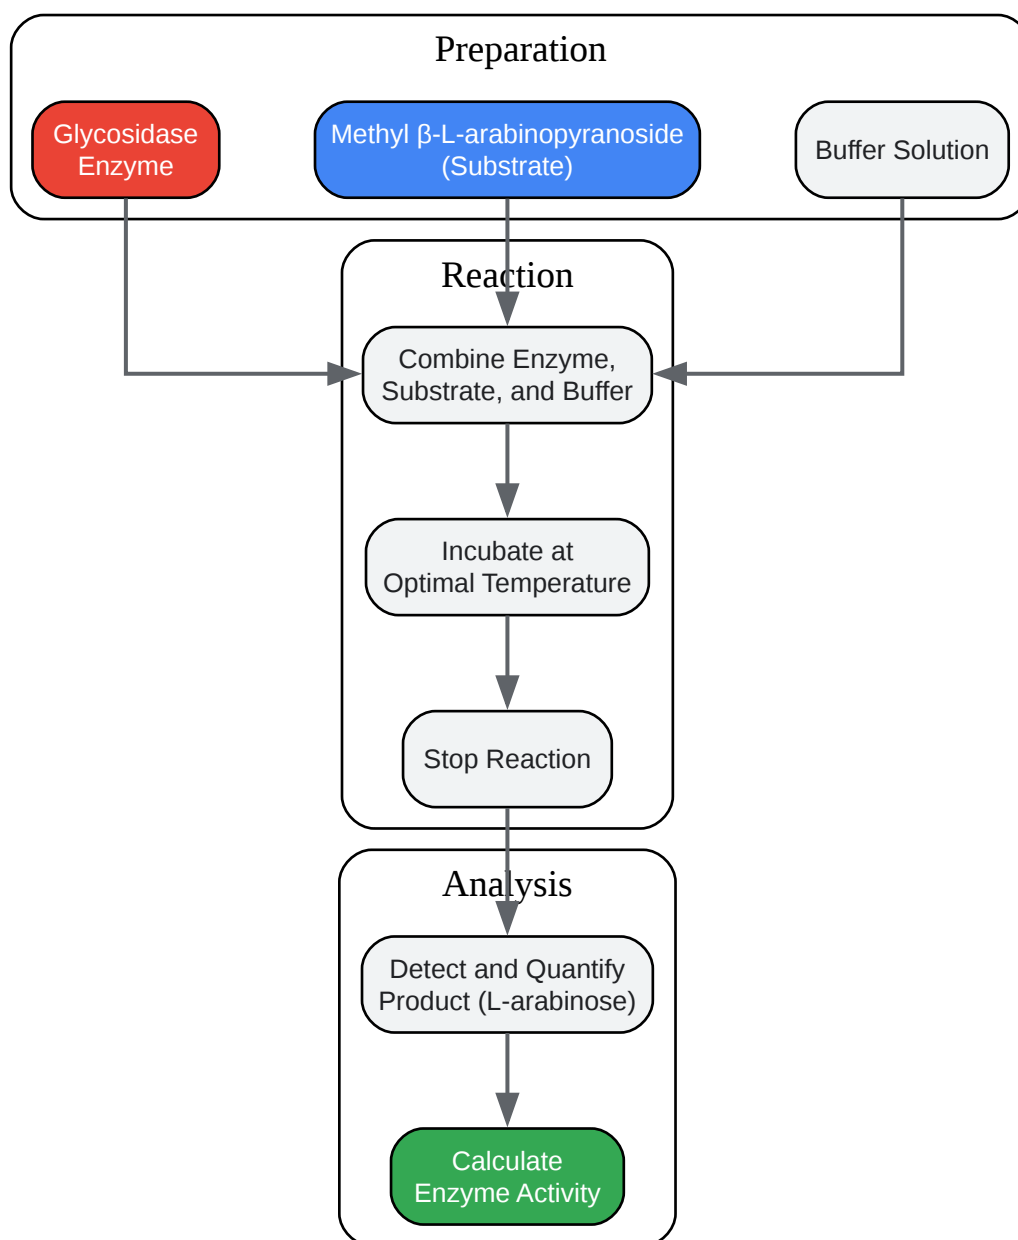 Preparation
Glycosidase
Enzyme
Methyl β-L-arabinopyranoside
(Substrate)
Buffer Solution
Reaction
Combine Enzyme,
Substrate, and Buffer
Incubate at
Optimal Temperature
Stop Reaction
Analysis
Detect and Quantify
Product (L-arabinose)
Calculate
Enzyme Activity